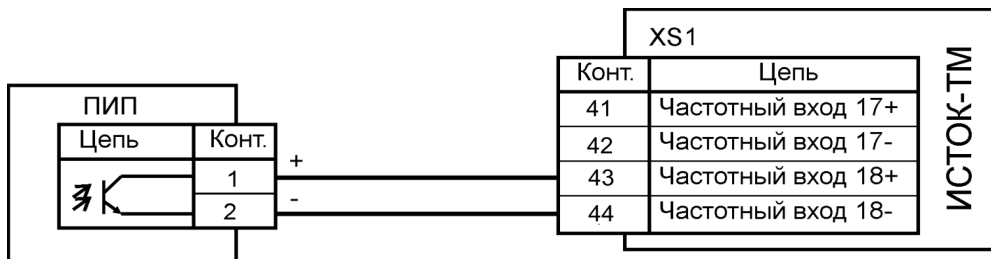 ПИП
Цепь Конт.
1
2
+
-
XS1
Конт. Цепь
41 Частотный вход 17+
42 Частотный вход 17-
43 Частотный вход 18+
44 Частотный вход 18-
ИСТОК-ТМ